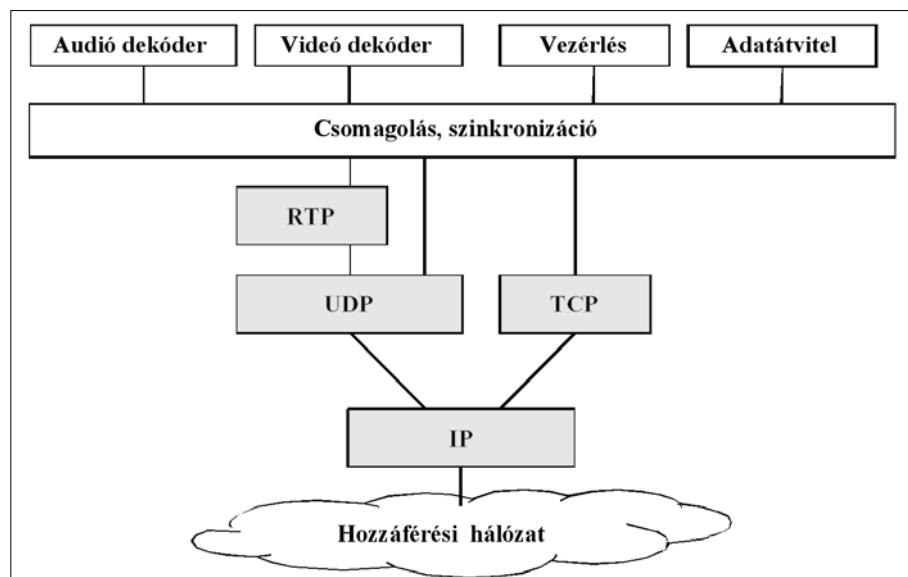 Audió dekóder
Videó dekóder
Vezérlés
Adatátvitel
Csomagolás, szinkronizáció
RTP
UDP
TCP
IP
Hozzáférési hálózat